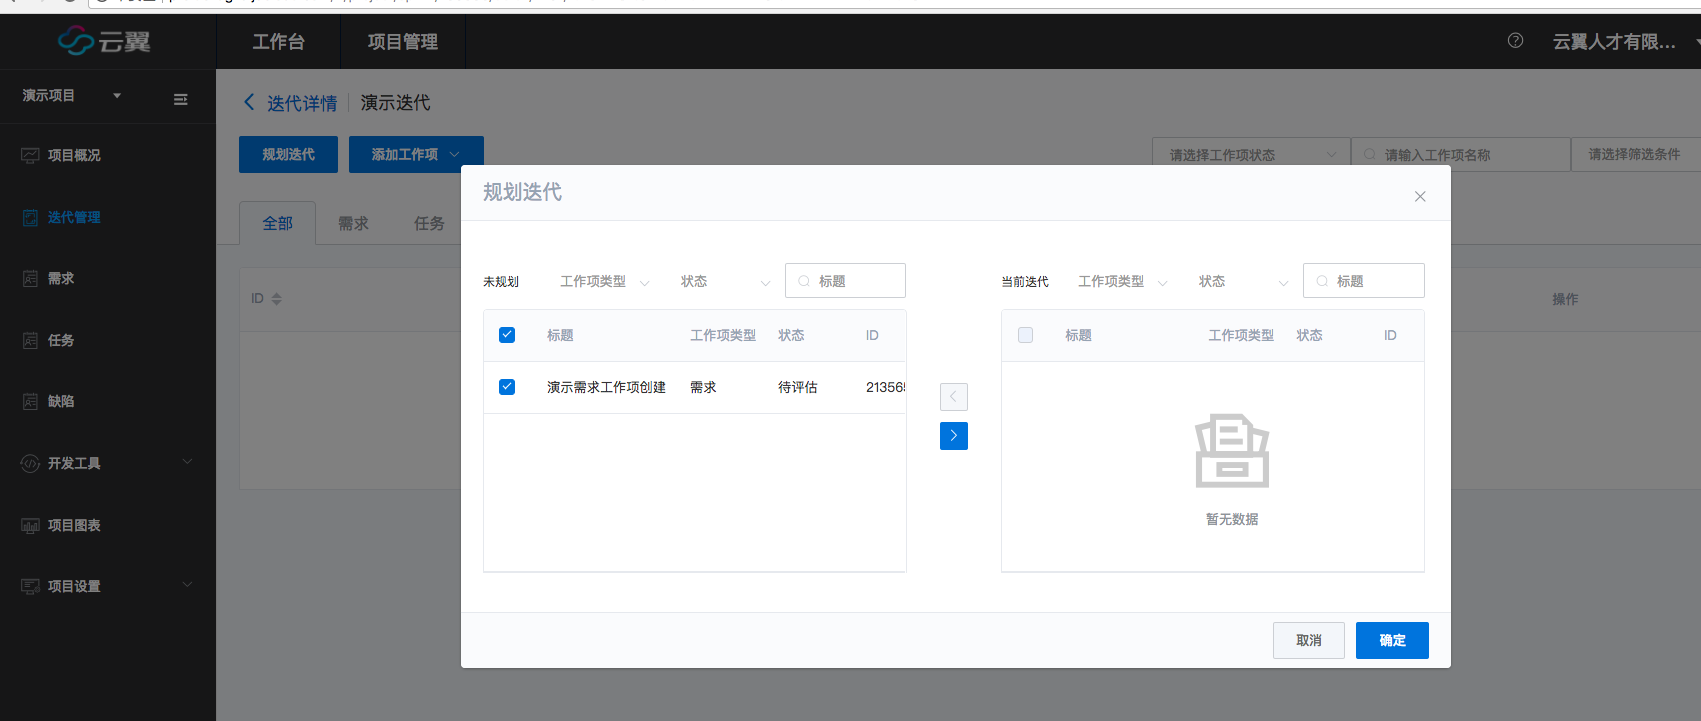 云翼
工作台
项目管理
云翼人才有限...
演示项目
迭代详情
演示迭代
规划迭代
添加工作项
请选择工作项状态
请输入工作项名称
请选择筛选条件
项目概况
迭代管理
需求
任务
缺陷
开发工具
项目图表
项目设置
全部
需求
任务
ID
操作
规划迭代
未规划
工作项类型
状态
标题
当前迭代
工作项类型
状态
标题
标题
工作项类型
状态
ID
演示需求工作项创建
需求
待评估
21356
标题
工作项类型
状态
ID
暂无数据
取消
确定